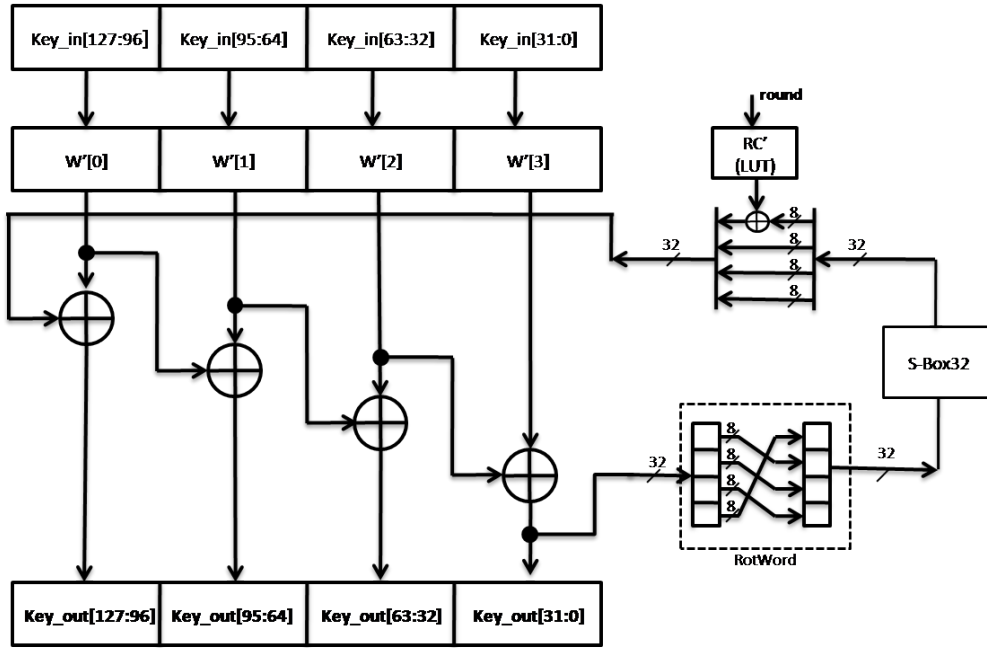 Key_in[127:96] Key_in[95:64] Key_in[63:32] Key_in[31:0]
round
W'[0] W'[1] W'[2] W'[3]
RC'
(LUT)
8
32
8
32
8
8
S-Box32
8
32
8
32
8
8
RotWord
Key_out[127:96] Key_out[95:64] Key_out[63:32] Key_out[31:0]